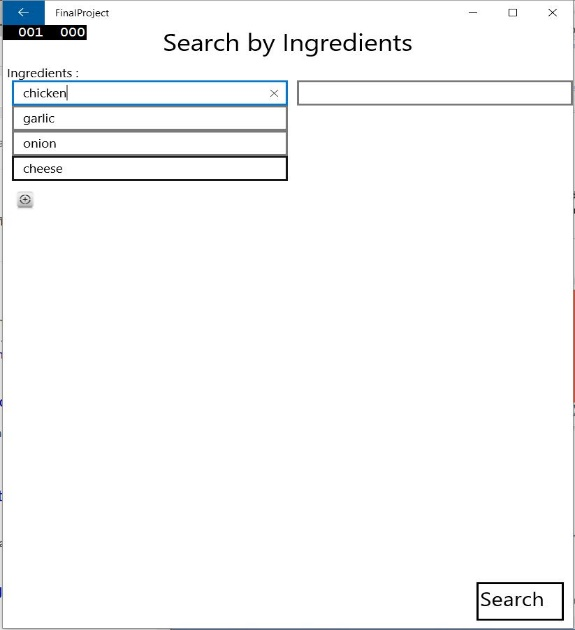 FinalProject
001 000
Search by Ingredients
Ingredients :
chicken
garlic
onion
cheese
Search